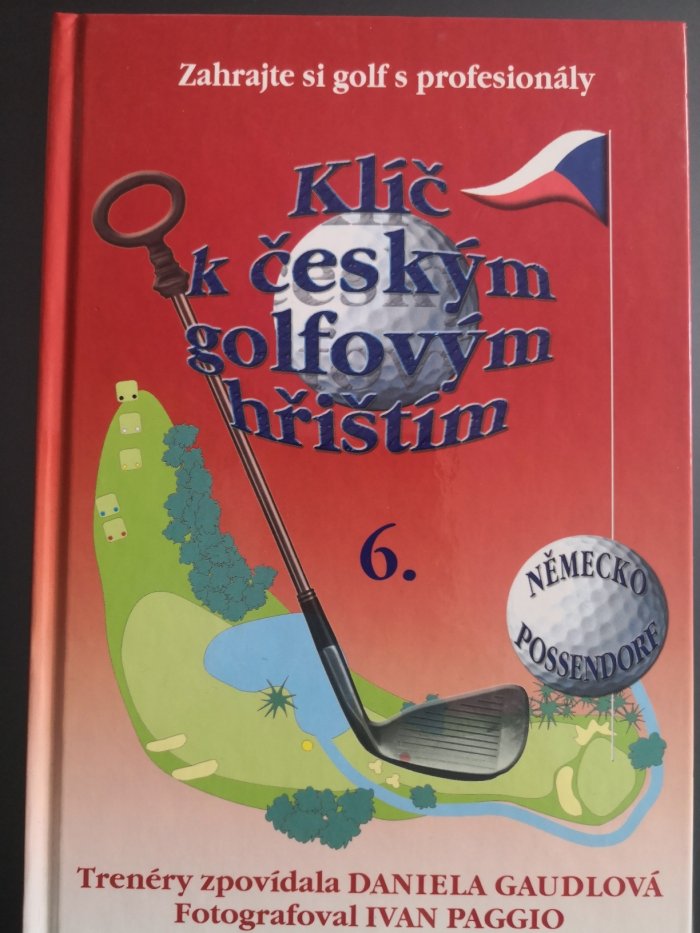 Zahrajte si golf s profesionály
Klíč
k českým
golfovým
hřištím
6.
NĚMECKO
POSSENDORF
Trenéry zpovídala DANIELA GAUDLOVÁ
Fotografoval IVAN PAGGIO